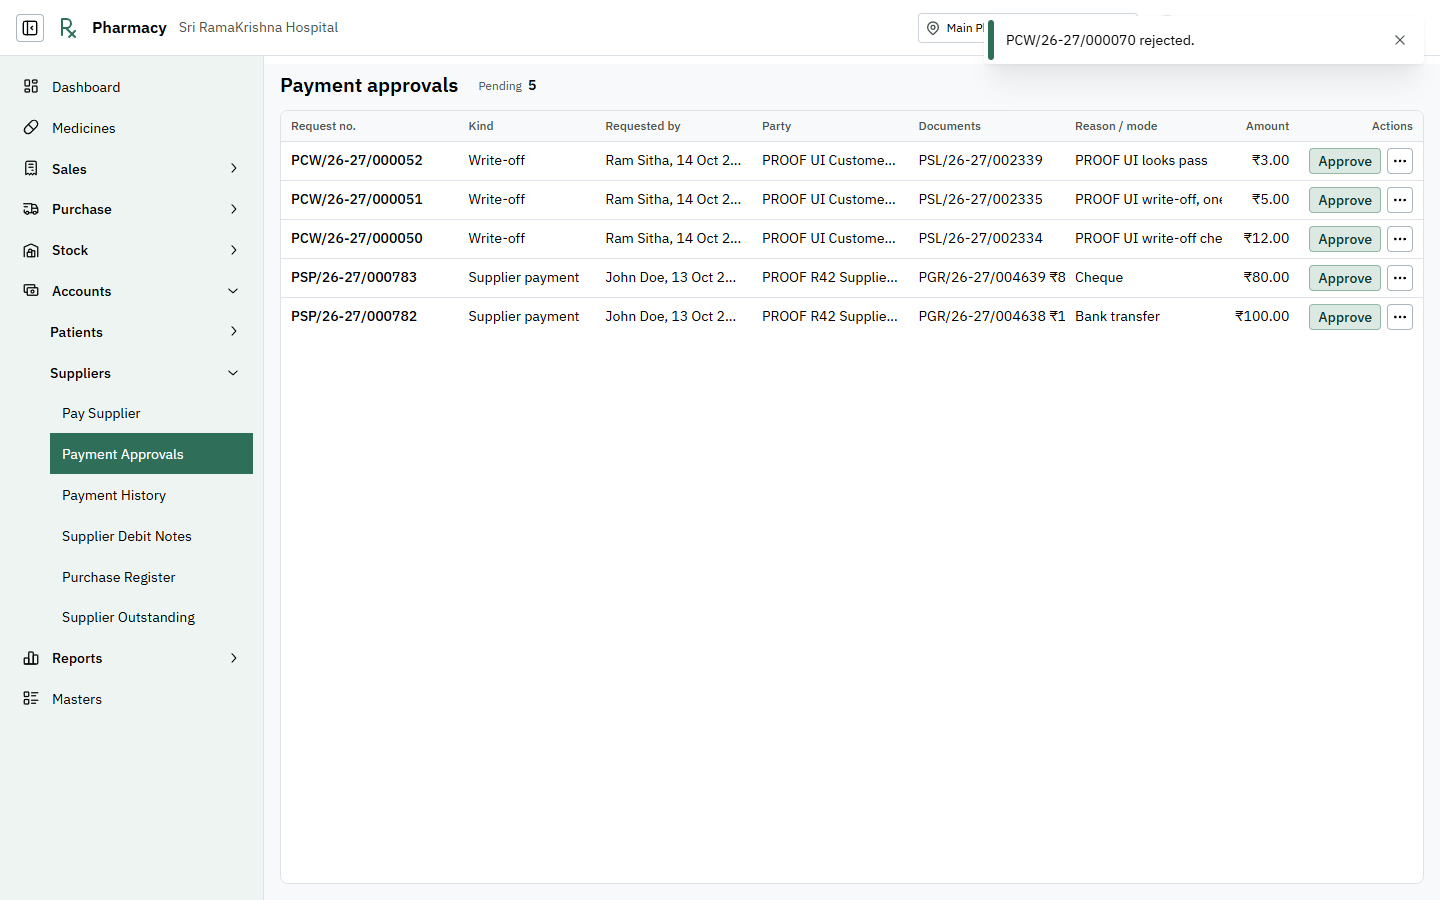 Pharmacy Sri RamaKrishna Hospital
Main P
PCW/26-27/000070 rejected.
Dashboard
Medicines
Sales
Purchase
Stock
Accounts
Patients
Suppliers
Pay Supplier
Payment Approvals
Payment History
Supplier Debit Notes
Purchase Register
Supplier Outstanding
Reports
Masters
Payment approvals Pending 5
Request no. Kind Requested by Party Documents Reason / mode Amount Actions
PCW/26-27/000052 Write-off Ram Sitha, 14 Oct 2... PROOF UI Custome... PSL/26-27/002339 PROOF UI looks pass ₹3.00 Approve
PCW/26-27/000051 Write-off Ram Sitha, 14 Oct 2... PROOF UI Custome... PSL/26-27/002335 PROOF UI write-off, one ₹5.00 Approve
PCW/26-27/000050 Write-off Ram Sitha, 14 Oct 2... PROOF UI Custome... PSL/26-27/002334 PROOF UI write-off che ₹12.00 Approve
PSP/26-27/000783 Supplier payment John Doe, 13 Oct 2... PROOF R42 Supplie... PGR/26-27/004639 ₹8 Cheque ₹80.00 Approve
PSP/26-27/000782 Supplier payment John Doe, 13 Oct 2... PROOF R42 Supplie... PGR/26-27/004638 ₹1 Bank transfer ₹100.00 Approve